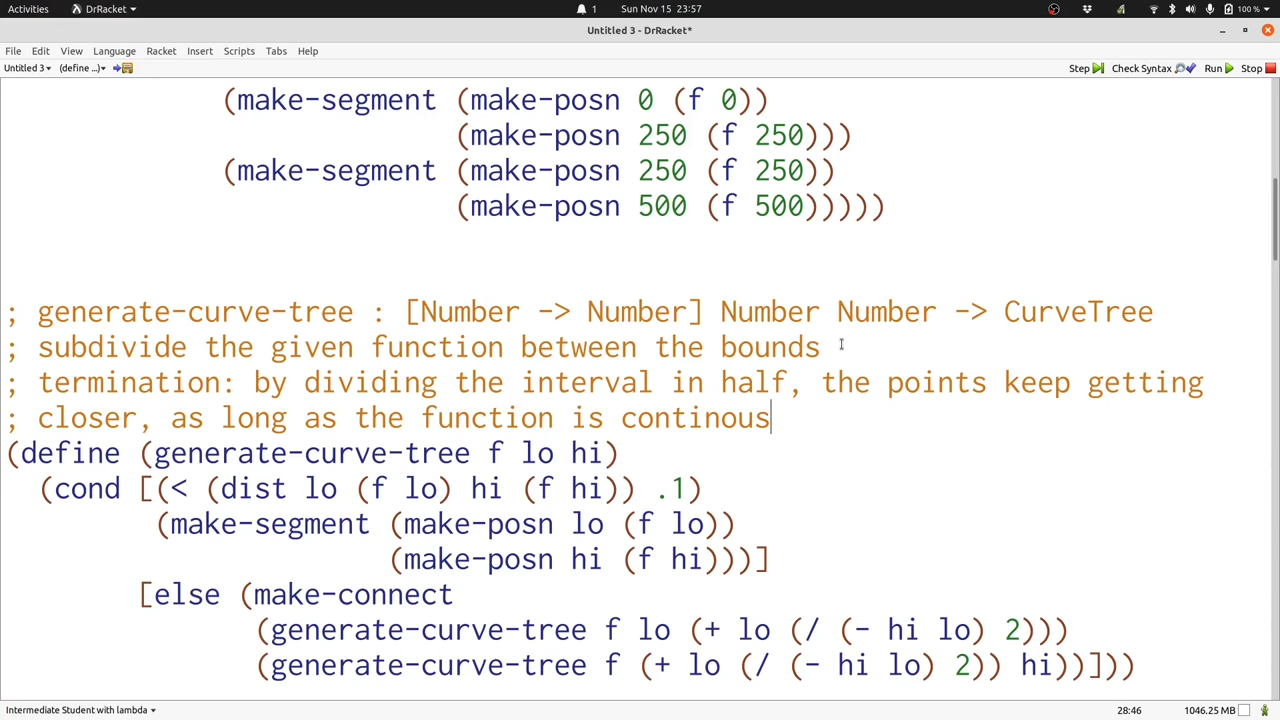 Activities DrRacket Sun Nov 15 23:57 1 100 %
Untitled 3 - DrRacket*
File Edit View Language Racket Insert Scripts Tabs Help
Untitled 3 (define ...) Step Check Syntax Run Stop
(make-segment (make-posn 0 (f 0))
(make-posn 250 (f 250)))
(make-segment (make-posn 250 (f 250))
(make-posn 500 (f 500)))))
; generate-curve-tree : [Number -> Number] Number Number -> CurveTree
; subdivide the given function between the bounds
; termination: by dividing the interval in half, the points keep getting
; closer, as long as the function is continous
(define (generate-curve-tree f lo hi)
(cond [(< (dist lo (f lo) hi (f hi)) .1)
(make-segment (make-posn lo (f lo))
(make-posn hi (f hi)))]
[else (make-connect
(generate-curve-tree f lo (+ lo (/ (- hi lo) 2)))
(generate-curve-tree f (+ lo (/ (- hi lo) 2)) hi))]))
Intermediate Student with lambda 28:46 1046.25 MB